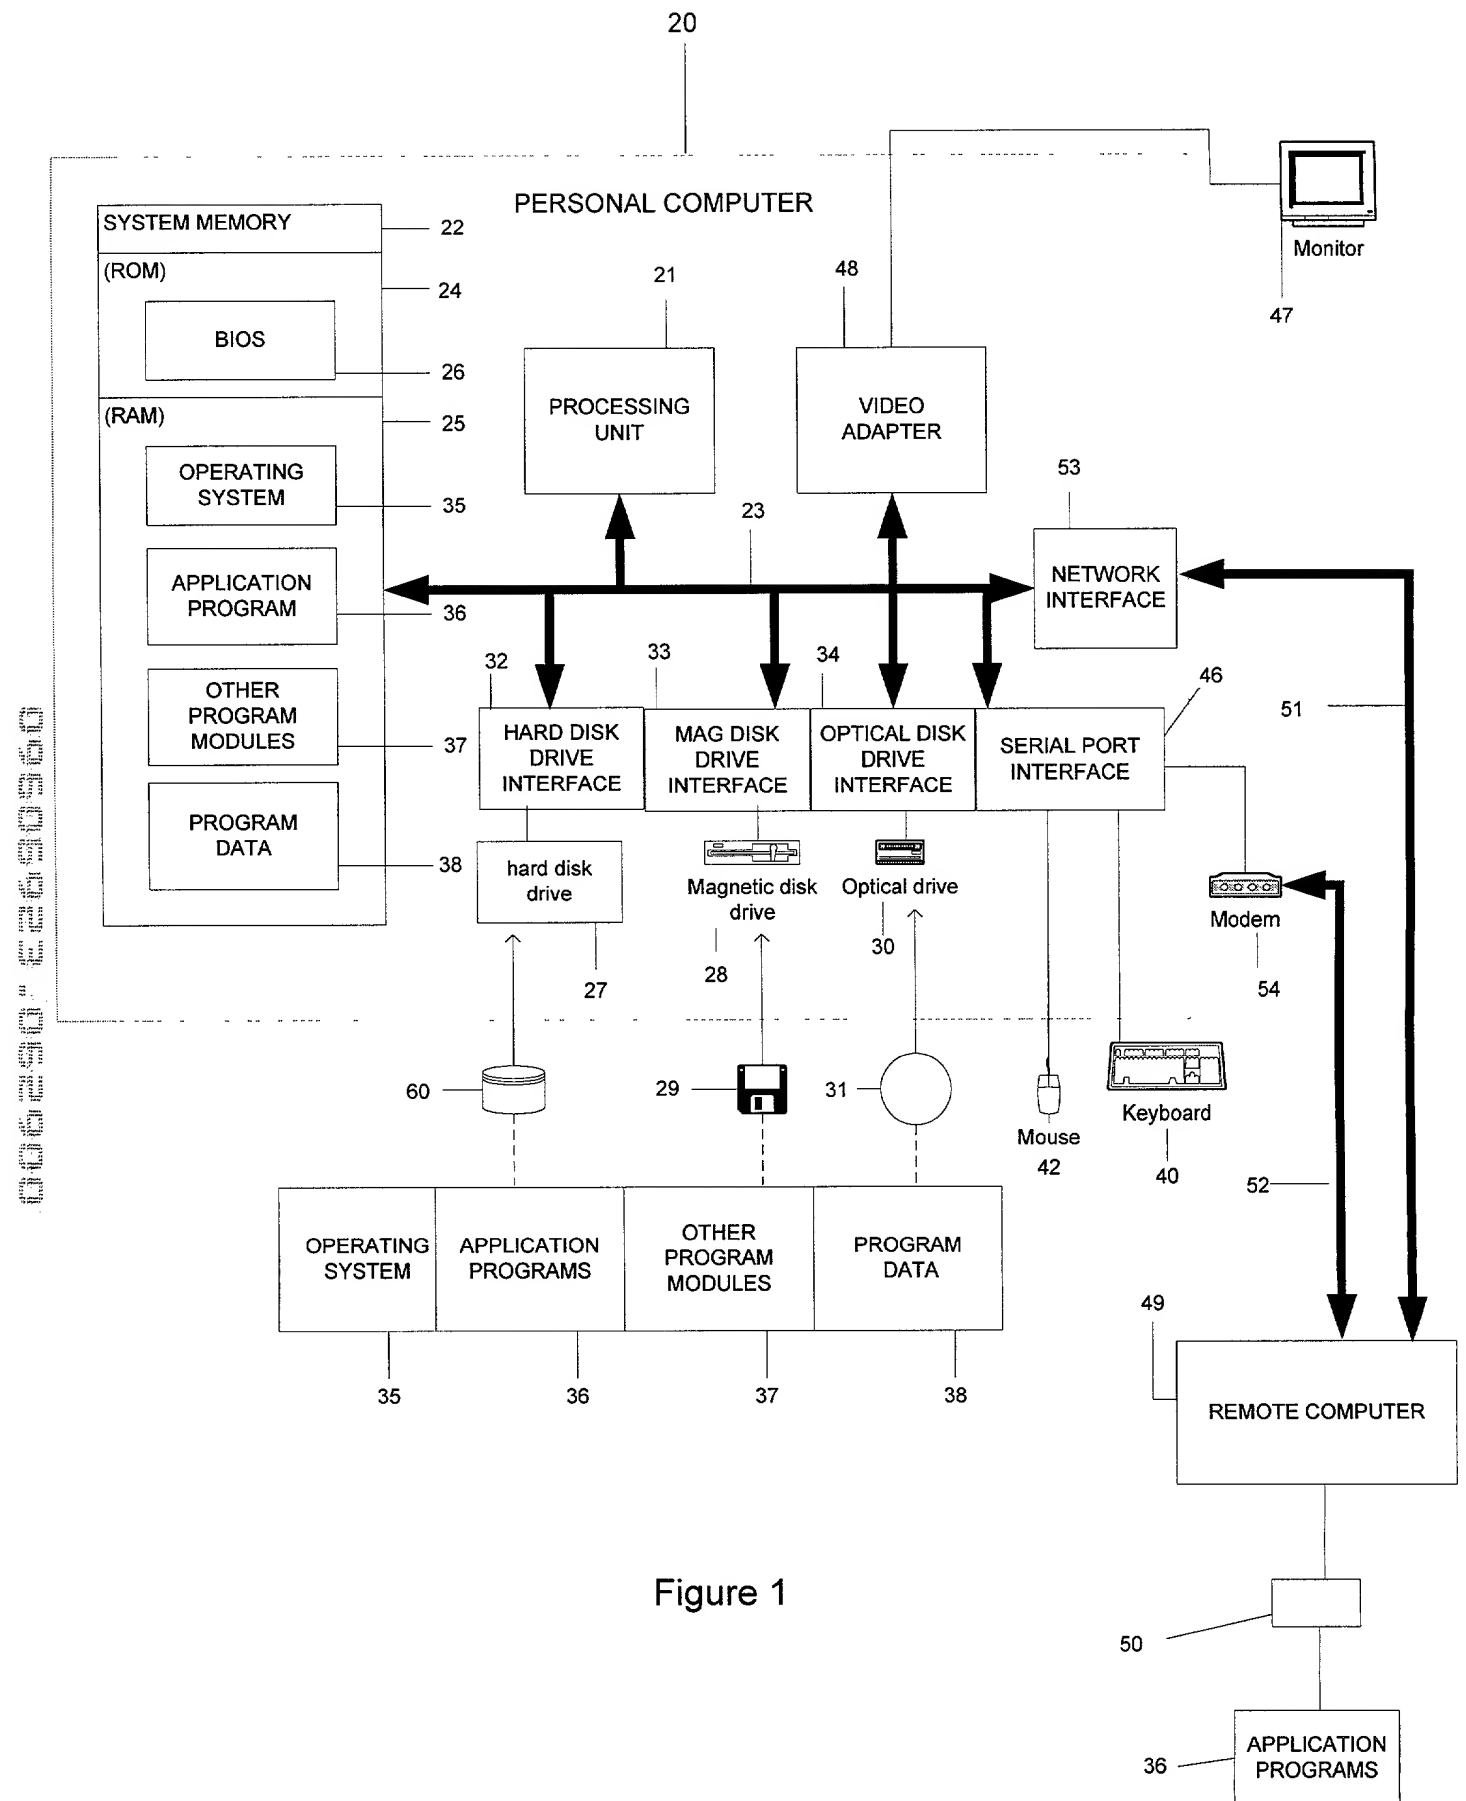 20
PERSONAL COMPUTER
SYSTEM MEMORY
22
(ROM)
24
BIOS
26
(RAM)
25
OPERATING
SYSTEM
35
APPLICATION
PROGRAM
36
OTHER
PROGRAM
MODULES
37
PROGRAM
DATA
38
21
PROCESSING
UNIT
48
VIDEO
ADAPTER
Monitor
47
23
53
NETWORK
INTERFACE
32
HARD DISK
DRIVE
INTERFACE
33
MAG DISK
DRIVE
INTERFACE
34
OPTICAL DISK
DRIVE
INTERFACE
46
SERIAL PORT
INTERFACE
51
hard disk
drive
27
Magnetic disk
drive
28
Optical drive
30
Modem
54
60
29
31
Mouse
42
Keyboard
40
52
OPERATING
SYSTEM
APPLICATION
PROGRAMS
OTHER
PROGRAM
MODULES
PROGRAM
DATA
35
36
37
38
49
REMOTE COMPUTER
Figure 1
50
36
APPLICATION
PROGRAMS